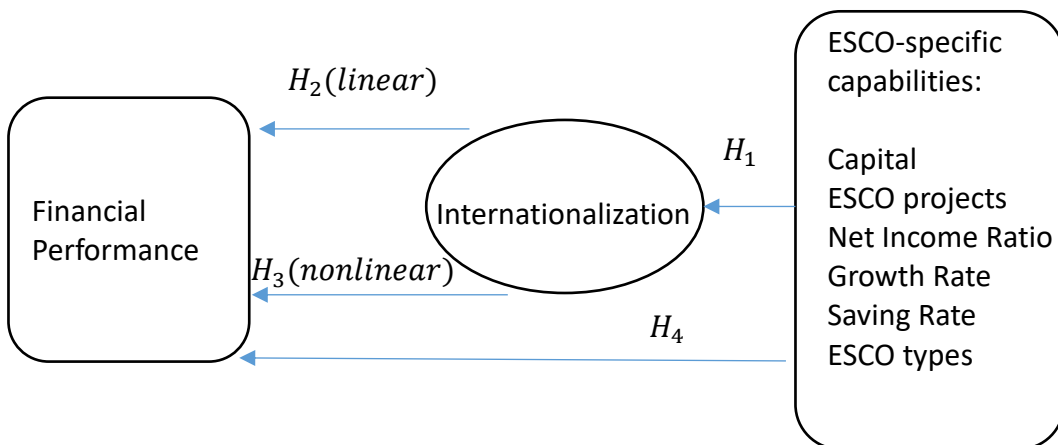 Financial
Performance
H₂(linear)
H₃(nonlinear)
Internationalization
H₁
H₄
ESCO-specific
capabilities:
Capital
ESCO projects
Net Income Ratio
Growth Rate
Saving Rate
ESCO types